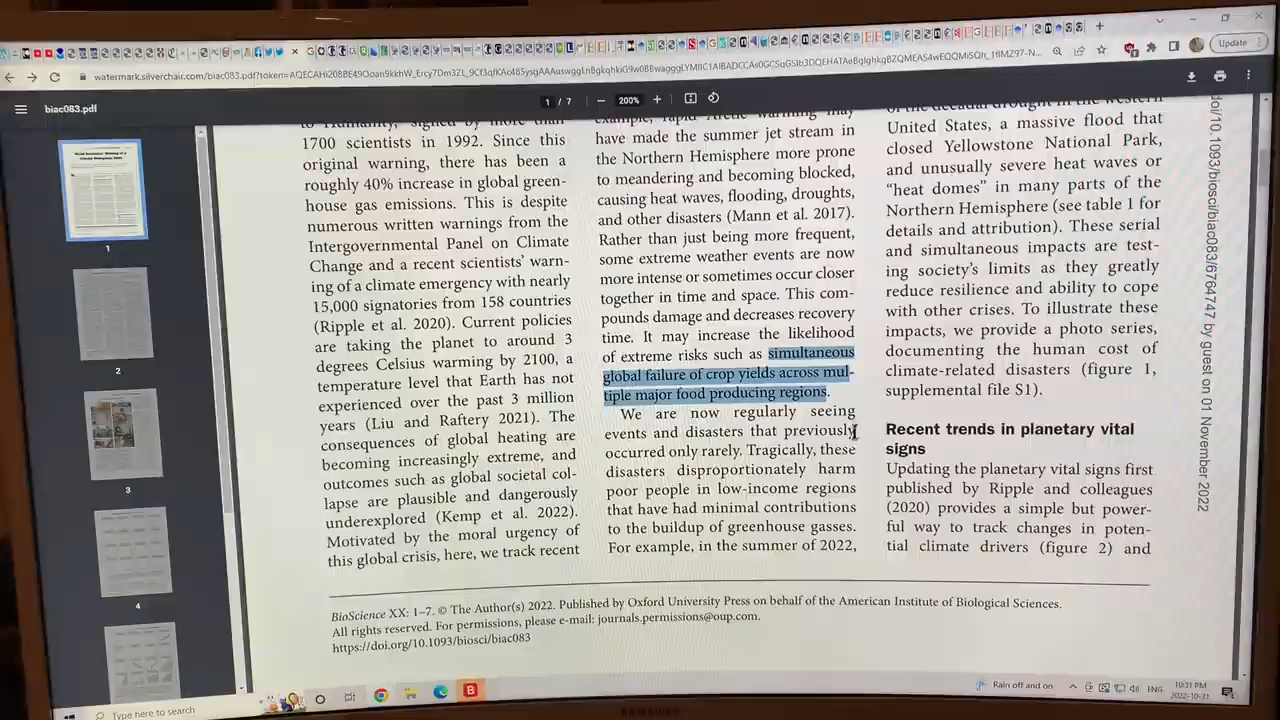 Update
watermark.silverchair.com/biac083.pdf?token=
biac083.pdf
1 / 7
200%
1
2
3
4
to Humanity, signed by more than
1700 scientists in 1992. Since this
original warning, there has been a
roughly 40% increase in global green-
house gas emissions. This is despite
numerous written warnings from the
Intergovernmental Panel on Climate
Change and a recent scientists’ warn-
ing of a climate emergency with nearly
15,000 signatories from 158 countries
(Ripple et al. 2020). Current policies
are taking the planet to around 3
degrees Celsius warming by 2100, a
temperature level that Earth has not
experienced over the past 3 million
years (Liu and Raftery 2021). The
consequences of global heating are
becoming increasingly extreme, and
outcomes such as global societal col-
lapse are plausible and dangerously
underexplored (Kemp et al. 2022).
Motivated by the moral urgency of
this global crisis, here, we track recent
example, rapid Arctic warming may
have made the summer jet stream in
the Northern Hemisphere more prone
to meandering and becoming blocked,
causing heat waves, flooding, droughts,
and other disasters (Mann et al. 2017).
Rather than just being more frequent,
some extreme weather events are now
more intense or sometimes occur closer
together in time and space. This com-
pounds damage and decreases recovery
time. It may increase the likelihood
of extreme risks such as simultaneous
global failure of crop yields across mul-
tiple major food producing regions.
We are now regularly seeing
events and disasters that previously
occurred only rarely. Tragically, these
disasters disproportionately harm
poor people in low-income regions
that have had minimal contributions
to the buildup of greenhouse gasses.
For example, in the summer of 2022,
of the decadal drought in the western
United States, a massive flood that
closed Yellowstone National Park,
and unusually severe heat waves or
“heat domes” in many parts of the
Northern Hemisphere (see table 1 for
details and attribution). These serial
and simultaneous impacts are test-
ing society’s limits as they greatly
reduce resilience and ability to cope
with other crises. To illustrate these
impacts, we provide a photo series,
documenting the human cost of
climate-related disasters (figure 1,
supplemental file S1).
Recent trends in planetary vital
signs
Updating the planetary vital signs first
published by Ripple and colleagues
(2020) provides a simple but power-
ful way to track changes in poten-
tial climate drivers (figure 2) and
doi/10.1093/biosci/biac083/6764747 by guest on 01 November 2022
BioScience XX: 1–7. © The Author(s) 2022. Published by Oxford University Press on behalf of the American Institute of Biological Sciences.
All rights reserved. For permissions, please e-mail: journals.permissions@oup.com.
https://doi.org/10.1093/biosci/biac083
Type here to search
Rain off and on
ENG
10:31 PM
2022-10-31
SAMSUNG